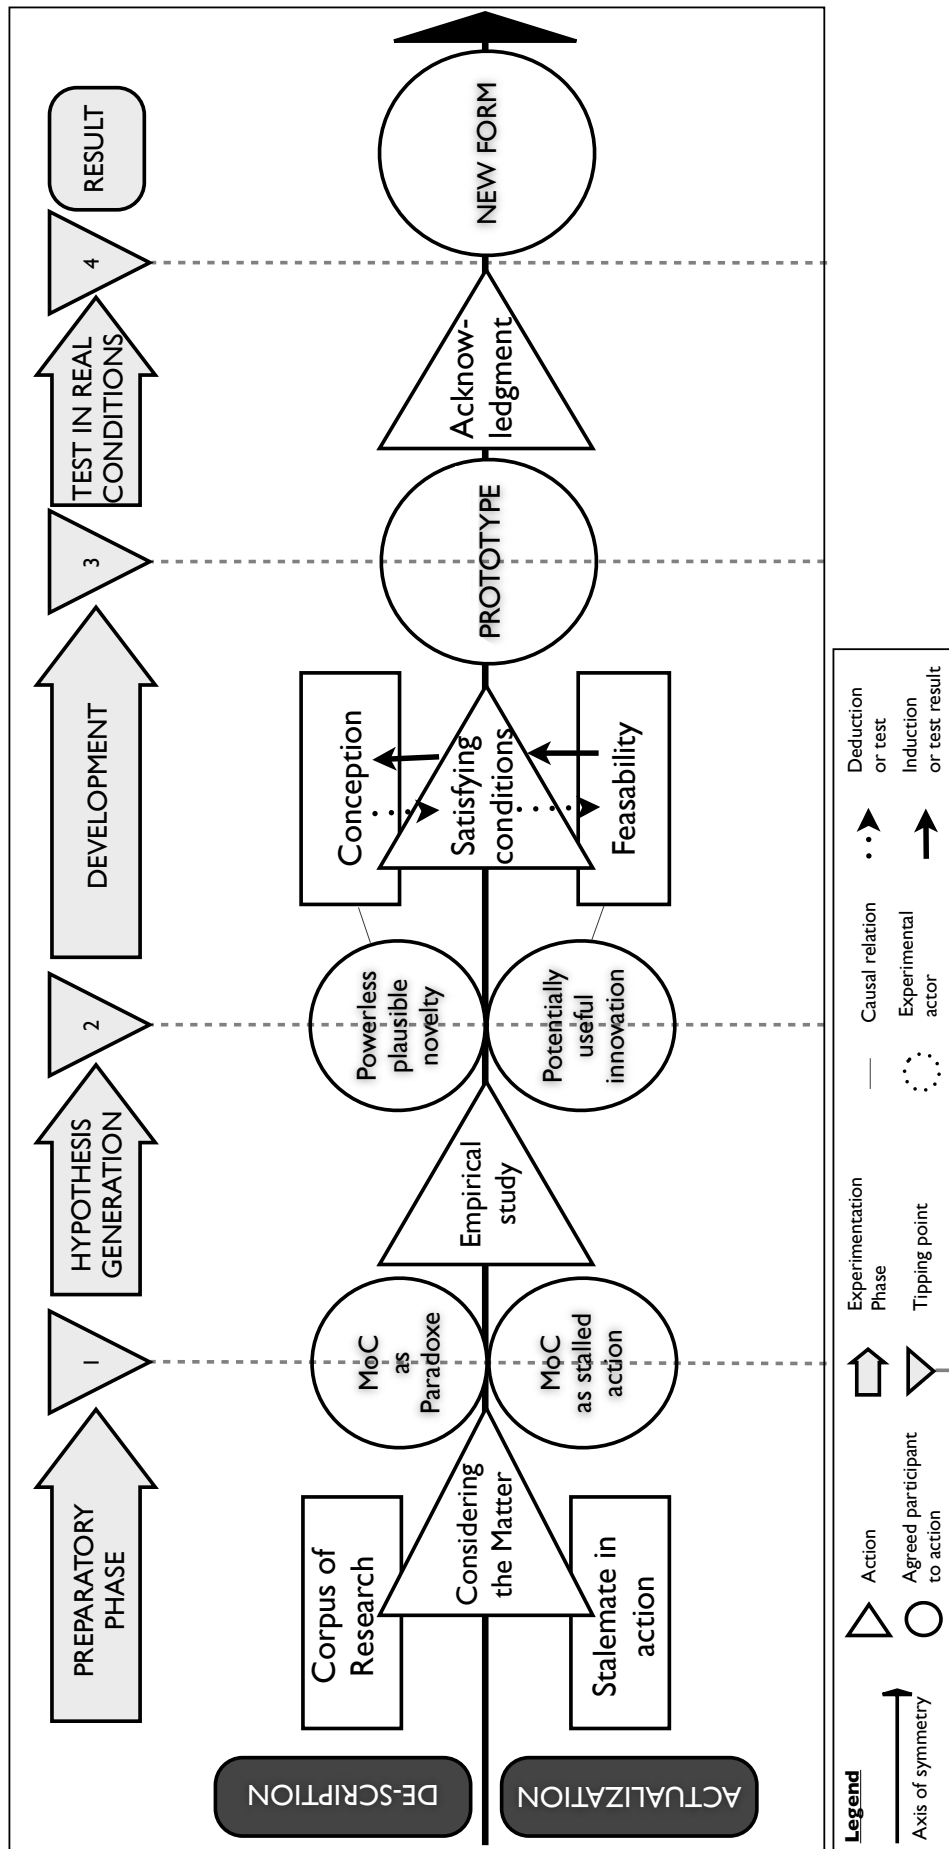 PREPARATORY
PHASE
1
HYPOTHESIS
GENERATION
2
DEVELOPMENT
3
TEST IN REAL
CONDITIONS
4
RESULT
DE-SCRIPTION
ACTUALIZATION
Corpus of
Research
Stalemate in
action
Considering
the Matter
MoC
as
Paradoxe
MoC
as stalled
action
Empirical
study
Powerless
plausible
novelty
Potentially
useful
innovation
Conception
Satisfying
conditions
Feasability
PROTOTYPE
Acknow-
ledgment
NEW FORM
Legend
Axis of symmetry
Action
Agreed participant
to action
Experimentation
Phase
Tipping point
Causal relation
Experimental
actor
Deduction
or test
Induction
or test result